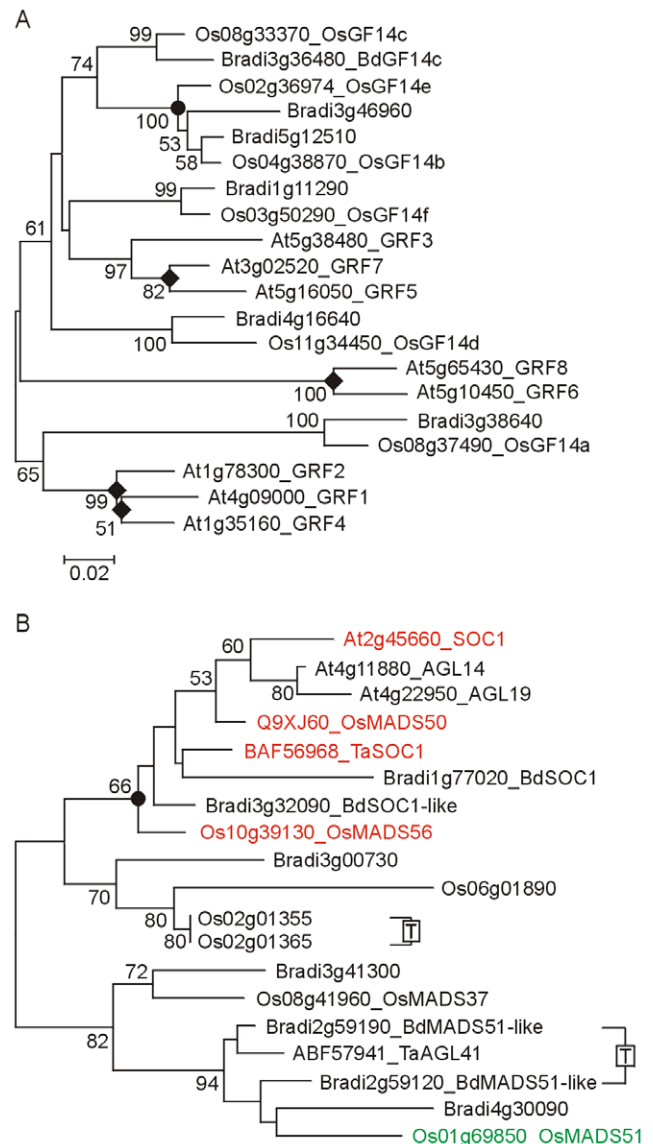 A
99 Os08g33370_OsGF14c
74 Bradi3g36480_BdGF14c
Os02g36974_OsGF14e
100 Bradi3g46960
53 Bradi5g12510
58 Os04g38870_OsGF14b
99 Bradi1g11290
Os03g50290_OsGF14f
61 At5g38480_GRF3
97 At3g02520_GRF7
82 At5g16050_GRF5
Bradi4g16640
100 Os11g34450_OsGF14d
At5g65430_GRF8
100 At5g10450_GRF6
100 Bradi3g38640
Os08g37490_OsGF14a
65 At1g78300_GRF2
99 At4g09000_GRF1
51 At1g35160_GRF4
0.02
B
60 At2g45660_SOC1
53 At4g11880_AGL14
80 At4g22950_AGL19
Q9XJ60_OsMADS50
BAF56968_TaSOC1
Bradi1g77020_BdSOC1
66 Bradi3g32090_BdSOC1-like
Os10g39130_OsMADS56
Bradi3g00730
70 Os06g01890
80 Os02g01355 T
80 Os02g01365
72 Bradi3g41300
Os08g41960_OsMADS37
82 Bradi2g59190_BdMADS51-like
ABF57941_TaAGL41 T
94 Bradi2g59120_BdMADS51-like
Bradi4g30090
Os01g69850_OsMADS51